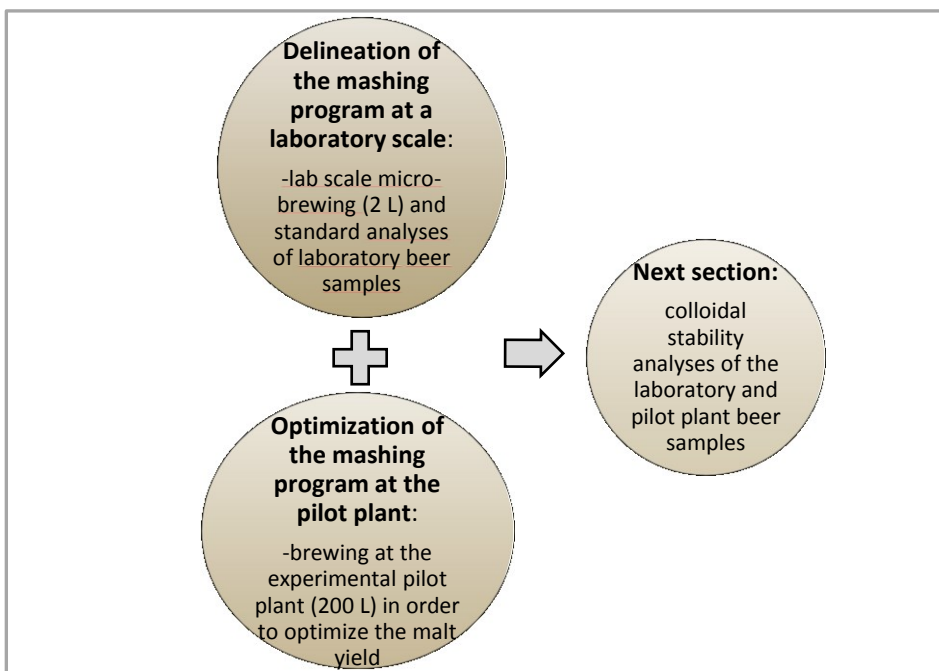 Delineation of
the mashing
program at a
laboratory scale:
-lab scale micro-
brewing (2 L) and
standard analyses
of laboratory beer
samples
Optimization of
the mashing
program at the
pilot plant:
-brewing at the
experimental pilot
plant (200 L) in order
to optimize the malt
yield
Next section:
colloidal
stability
analyses of the
laboratory and
pilot plant beer
samples